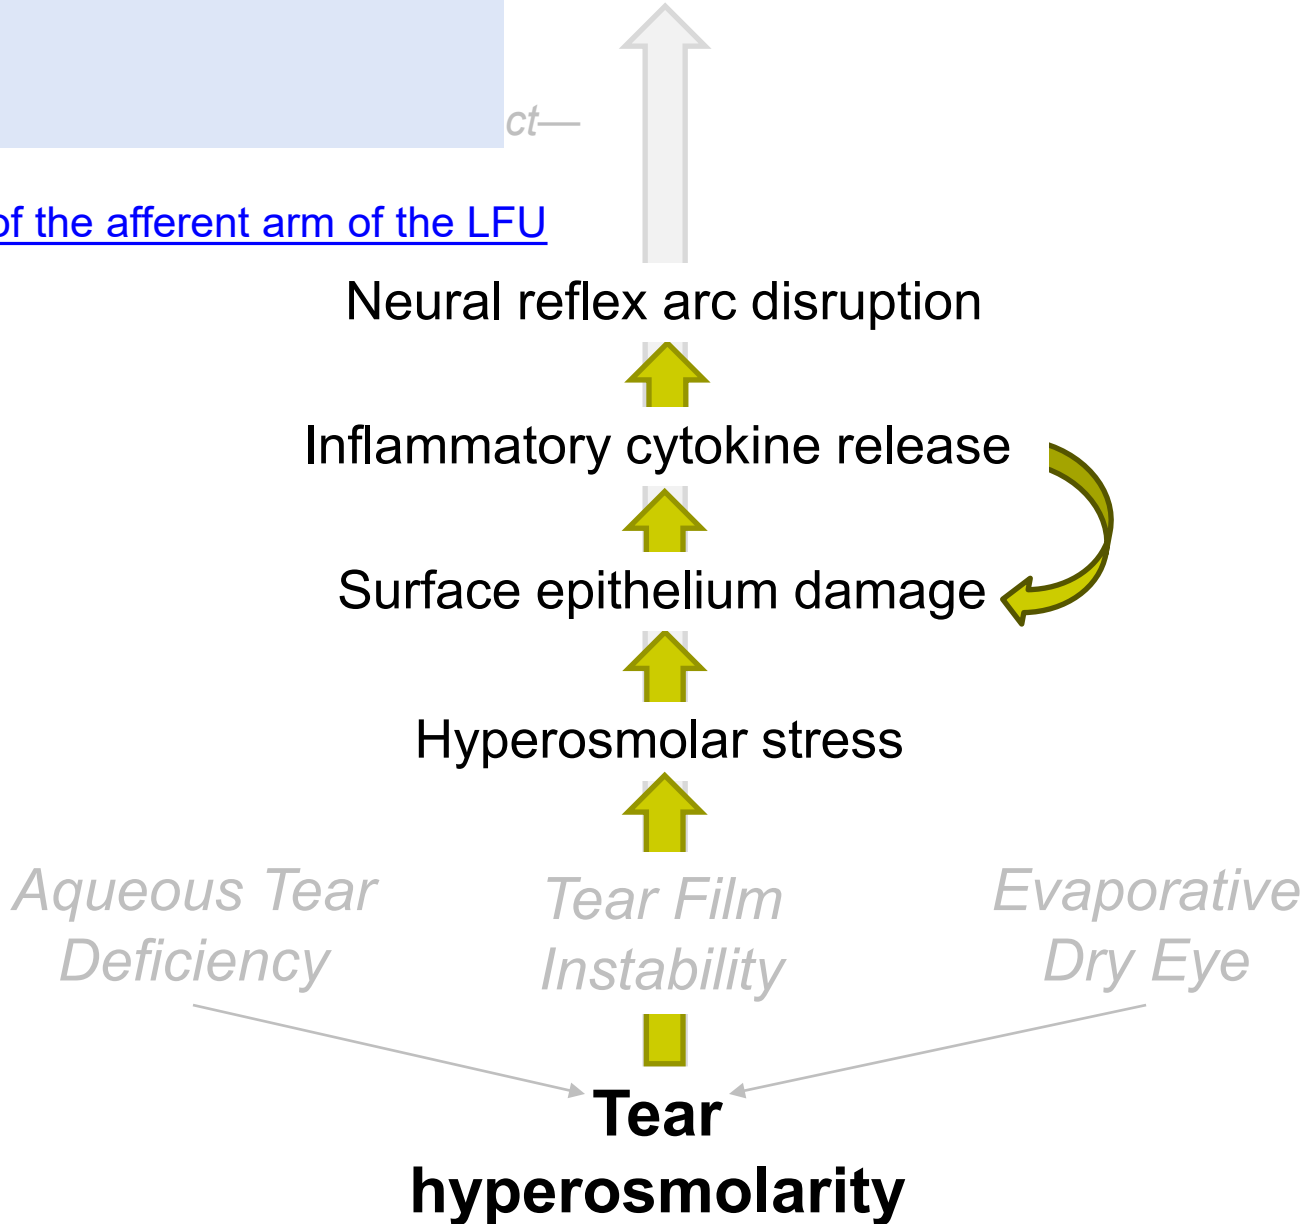 ct—
of the afferent arm of the LFU
Neural reflex arc disruption
Inflammatory cytokine release
Surface epithelium damage
Hyperosmolar stress
Aqueous Tear
Deficiency
Tear Film
Instability
Evaporative
Dry Eye
Tear
hyperosmolarity